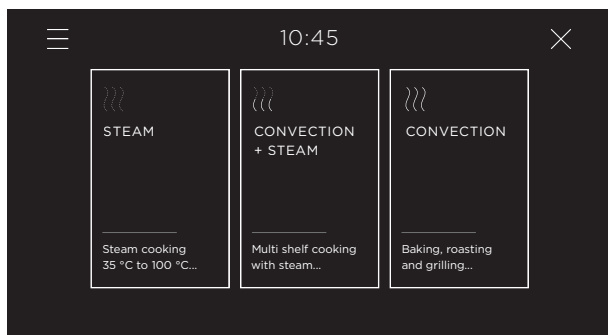 10:45
STEAM
Steam cooking
35 °C to 100 °C...
CONVECTION
+ STEAM
Multi shelf cooking
with steam...
CONVECTION
Baking, roasting
and grilling...